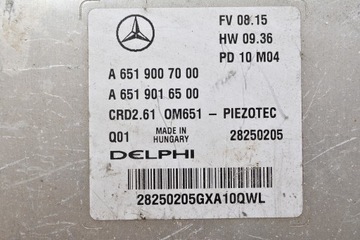 FV 08.15
HW 09.36
PD 10 M04
A 651 900 70 00
A 651 901 65 00
CRD2.61 OM651 - PIEZOTEC
Q01 MADE IN HUNGARY 28250205
DELPHI
28250205GXA10QWL